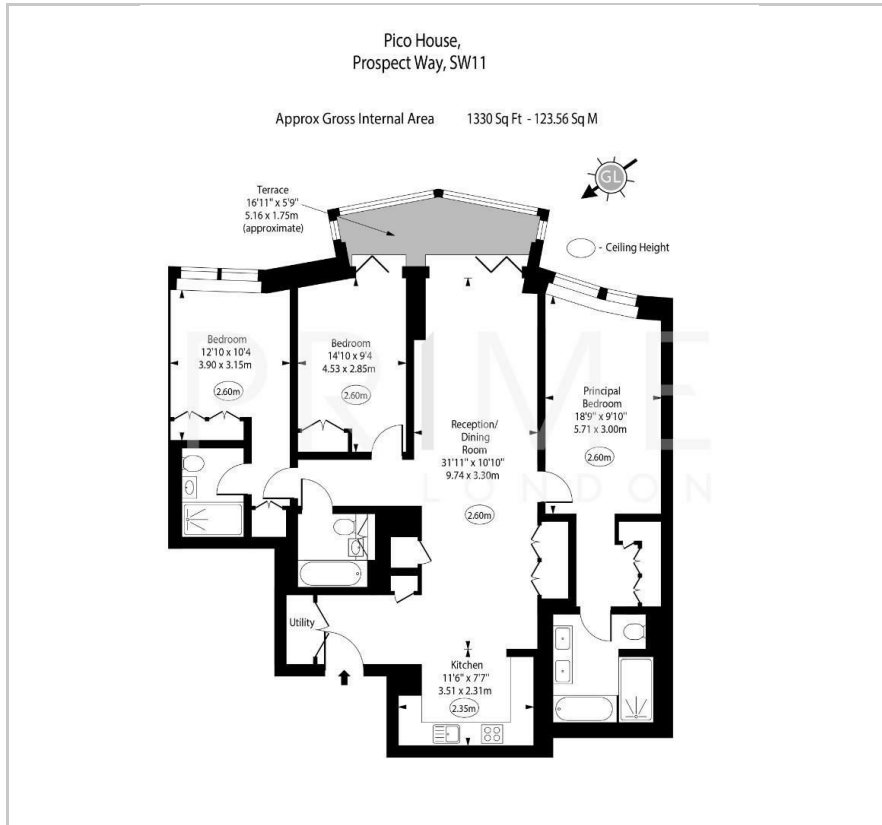 Pico House,
Prospect Way, SW11
Approx Gross Internal Area 1330 Sq Ft - 123.56 Sq M
GL
Terrace
16'11" x 5'9"
5.16 x 1.75m
(approximate)
- Ceiling Height
Bedroom
12'10 x 10'4
3.90 x 3.15m
2.60m
Bedroom
14'10 x 9'4
4.53 x 2.85m
2.60m
Reception/
Dining
Room
31'11" x 10'10"
9.74 x 3.30m
2.60m
Principal
Bedroom
18'9" x 9'10"
5.71 x 3.00m
2.60m
PRIME
LONDON
Utility
Kitchen
11'6" x 7'7"
3.51 x 2.31m
2.35m